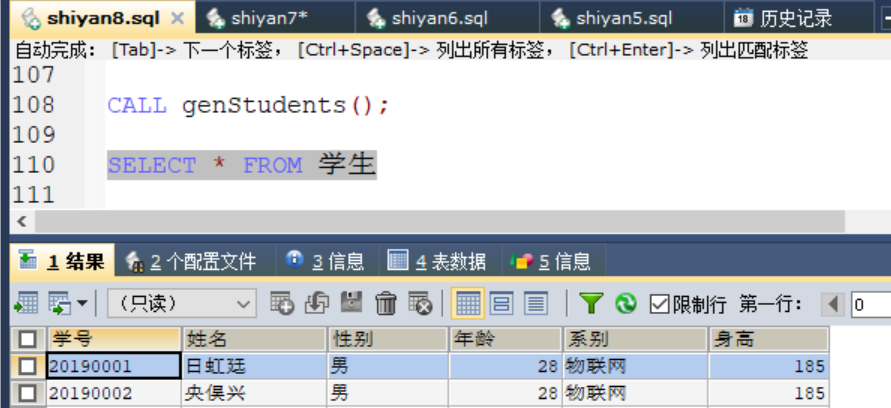 shiyan8.sql shiyan7* shiyan6.sql shiyan5.sql 历史记录
自动完成: [Tab]-> 下一个标签, [Ctrl+Space]-> 列出所有标签, [Ctrl+Enter]-> 列出匹配标签
107
108 CALL genStudents();
109
110 SELECT * FROM 学生
111
1 结果 2 个配置文件 3 信息 4 表数据 5 信息
(只读) 限制行 第一行: 0
学号 姓名 性别 年龄 系别 身高
20190001 日虹廷 男 28 物联网 185
20190002 央俱兴 男 28 物联网 185